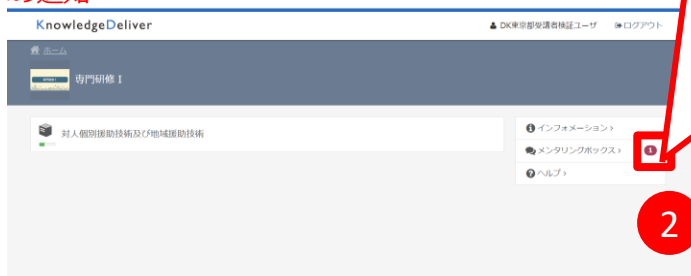 の通知
KnowledgeDeliver
DK東京都受講者検証ユーザ ログアウト
ホーム
専門研修 I
対人個別援助技術及び地域援助技術
インフォメーション ›
メンタリングボックス › 1
ヘルプ ›
2